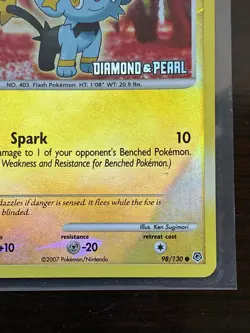 DIAMOND & PEARL
NO. 403 Flash Pokémon HT: 1'08" WT: 20.9 lbs.
Spark 10
damage to 1 of your opponent's Benched Pokémon.
Weakness and Resistance for Benched Pokémon.)
dazzles if danger is sensed. It flees while the foe is
blinded.
Illus. Ken Sugimori
resistance retreat cost
+10 -20
98/130
©2007 Pokémon/Nintendo